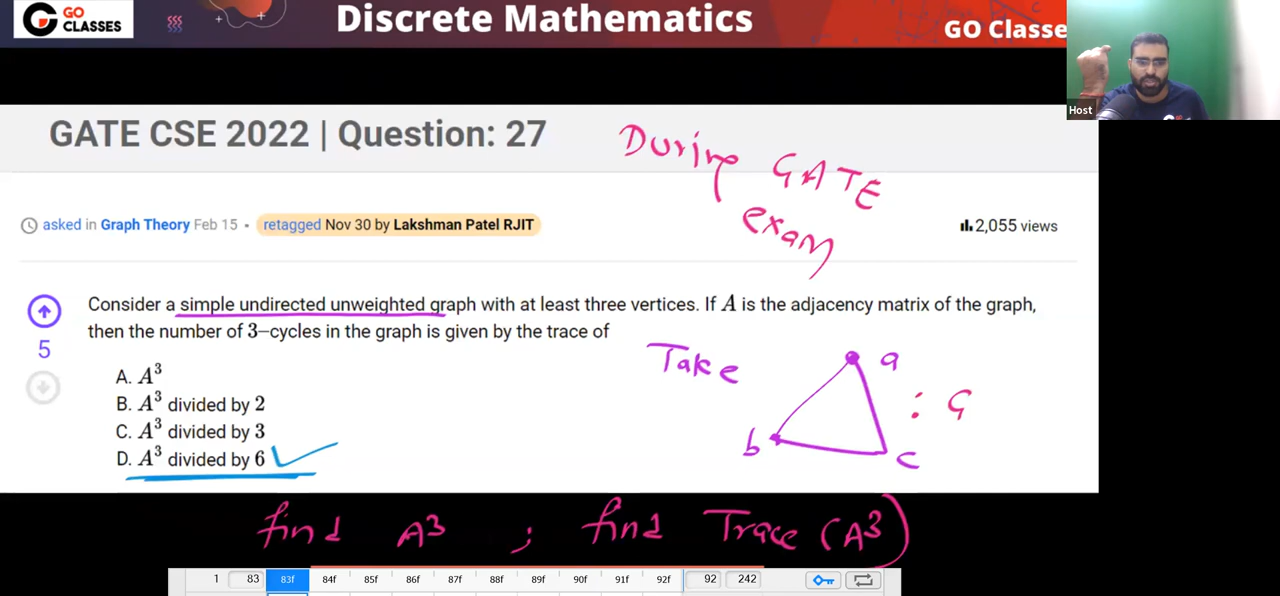 GO CLASSES
Discrete Mathematics
GO Classe
Host
GATE CSE 2022 | Question: 27
During GATE exam
asked in Graph Theory Feb 15 • retagged Nov 30 by Lakshman Patel RJIT
2,055 views
Consider a simple undirected unweighted graph with at least three vertices. If A is the adjacency matrix of the graph,
then the number of 3−cycles in the graph is given by the trace of
5
A. A³
B. A³ divided by 2
C. A³ divided by 3
D. A³ divided by 6
Take
a
b
c
: G
find A³ ; find Trace (A³)
1 83 83f 84f 85f 86f 87f 88f 89f 90f 91f 92f 92 242